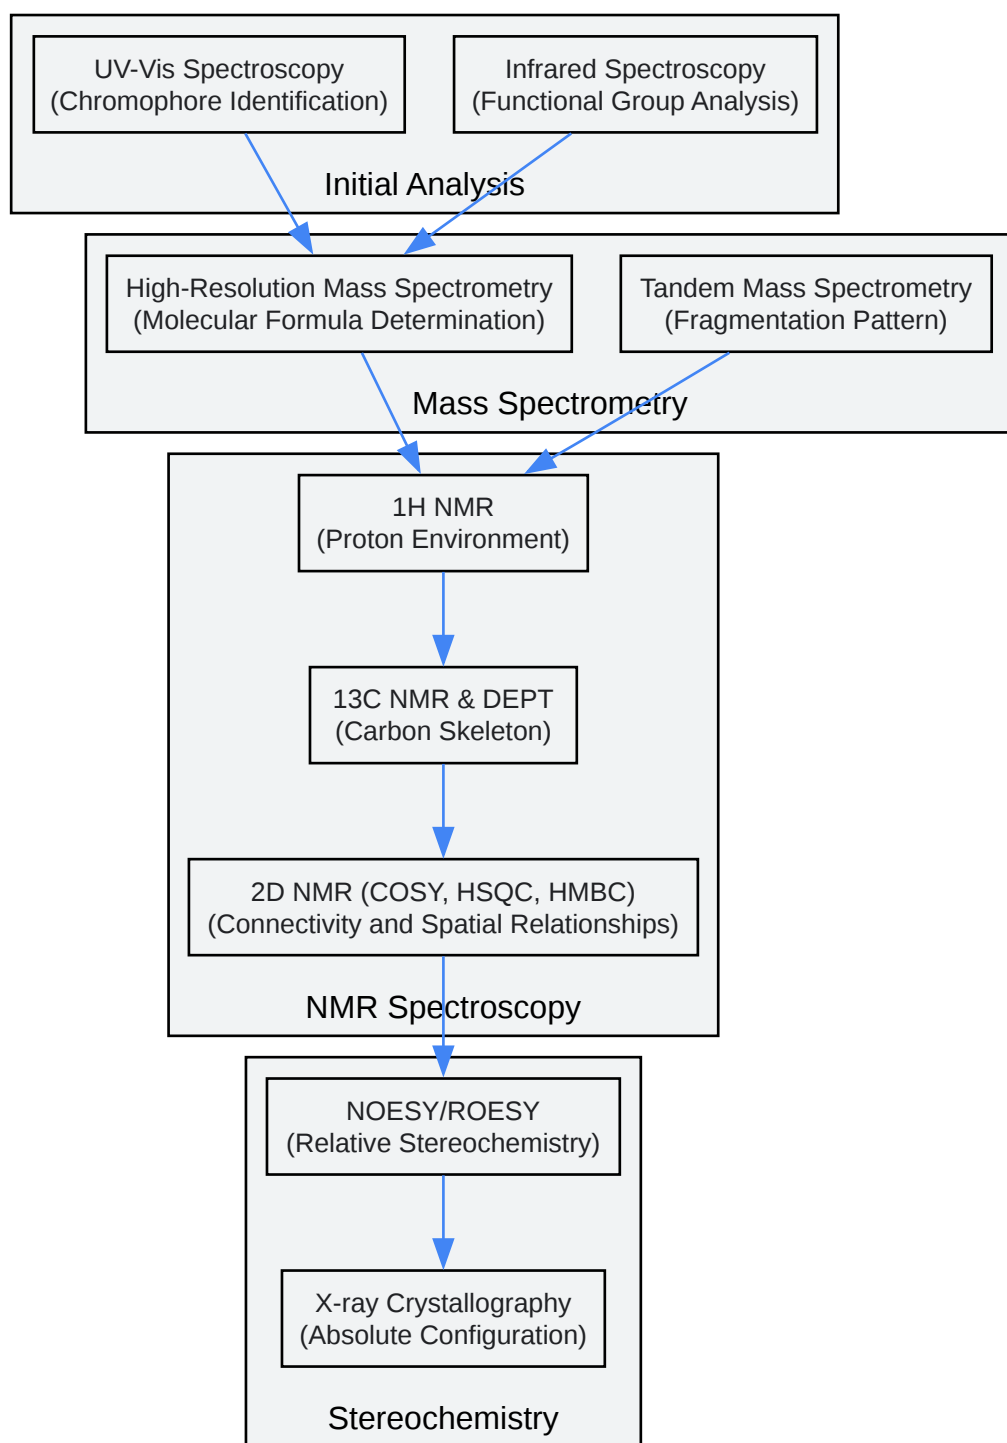 UV-Vis Spectroscopy
(Chromophore Identification)
Infrared Spectroscopy
(Functional Group Analysis)
Initial Analysis
High-Resolution Mass Spectrometry
(Molecular Formula Determination)
Tandem Mass Spectrometry
(Fragmentation Pattern)
Mass Spectrometry
1H NMR
(Proton Environment)
13C NMR & DEPT
(Carbon Skeleton)
2D NMR (COSY, HSQC, HMBC)
(Connectivity and Spatial Relationships)
NMR Spectroscopy
NOESY/ROESY
(Relative Stereochemistry)
X-ray Crystallography
(Absolute Configuration)
Stereochemistry